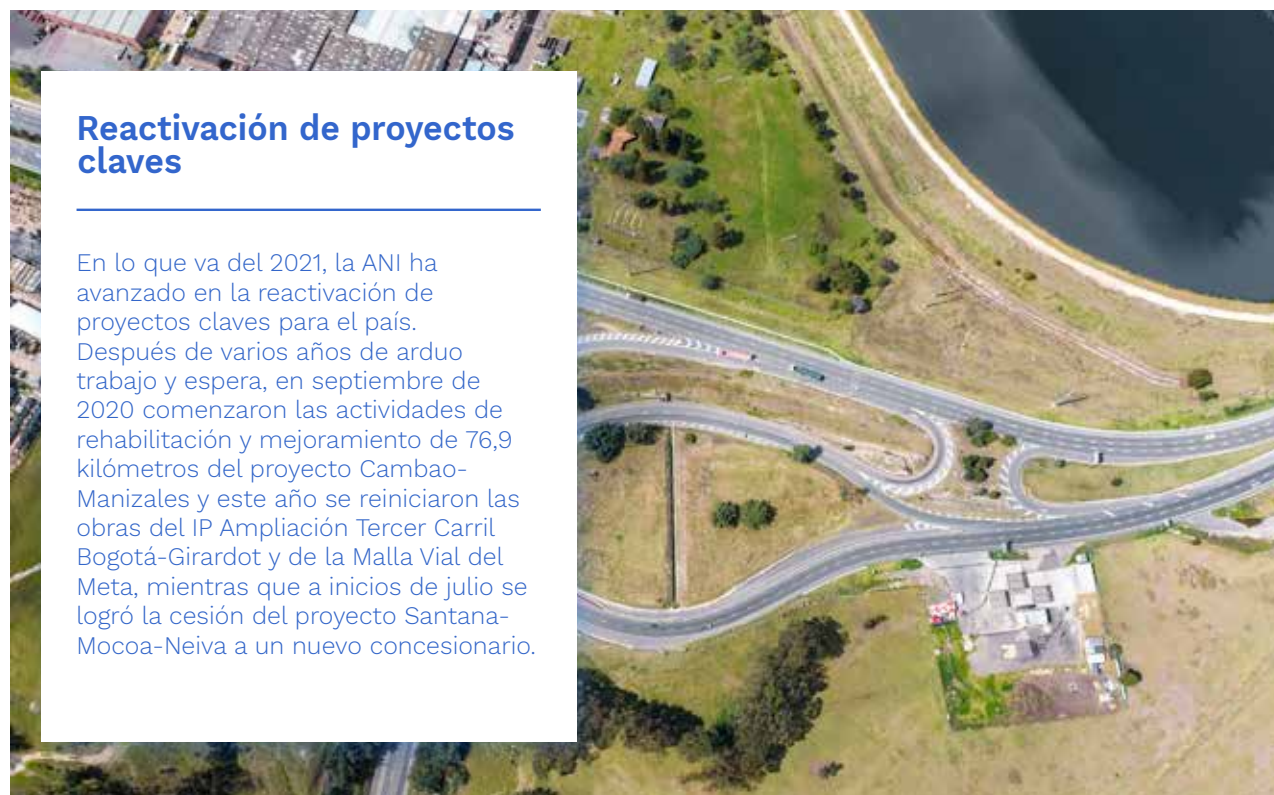 Reactivación de proyectos
claves
En lo que va del 2021, la ANI ha
avanzado en la reactivación de
proyectos claves para el país.
Después de varios años de arduo
trabajo y espera, en septiembre de
2020 comenzaron las actividades de
rehabilitación y mejoramiento de 76,9
kilómetros del proyecto Cambao-
Manizales y este año se reiniciaron las
obras del IP Ampliación Tercer Carril
Bogotá-Girardot y de la Malla Vial del
Meta, mientras que a inicios de julio se
logró la cesión del proyecto Santana-
Mocoa-Neiva a un nuevo concesionario.